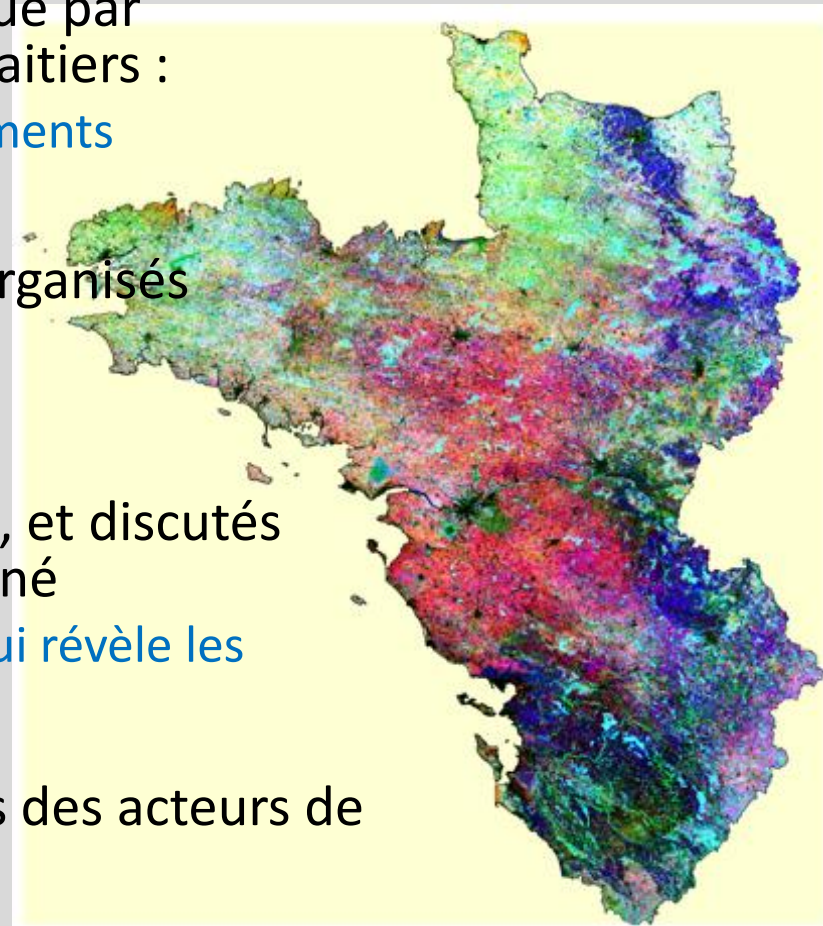 ue par
aitiers :
ments
rganisés
, et discutés
né
ui révèle les
s des acteurs de